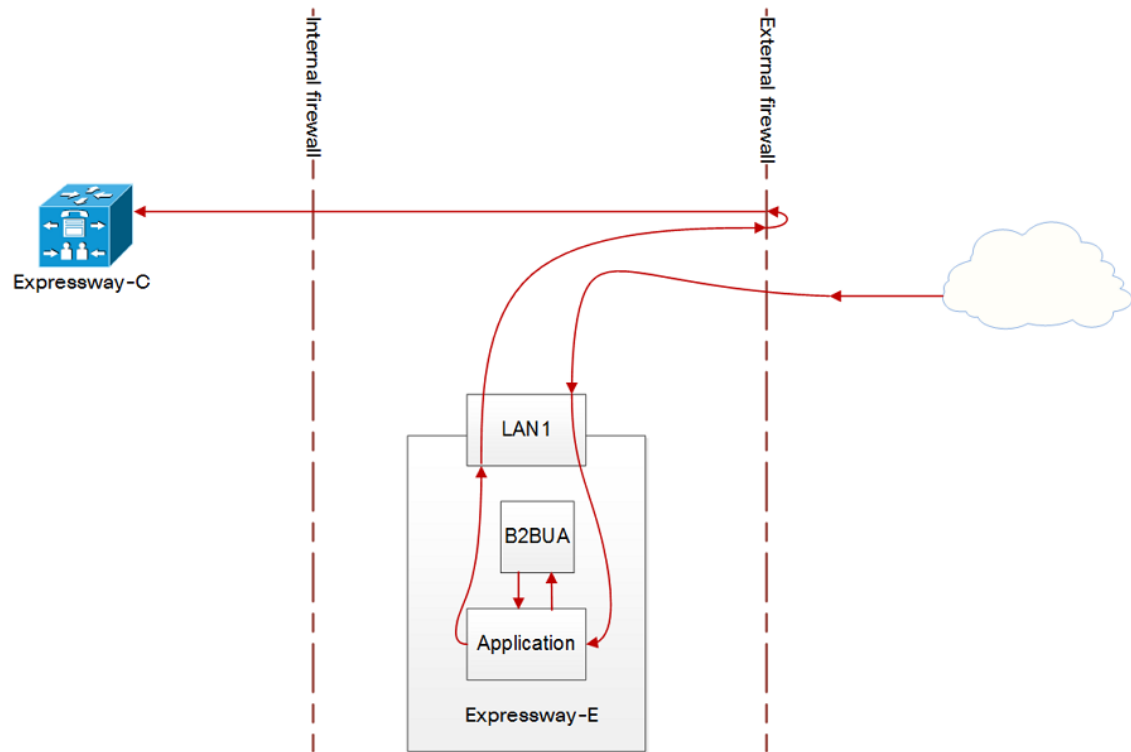 Internal firewall
External firewall
Expressway-C
LAN1
B2BUA
Application
Expressway-E